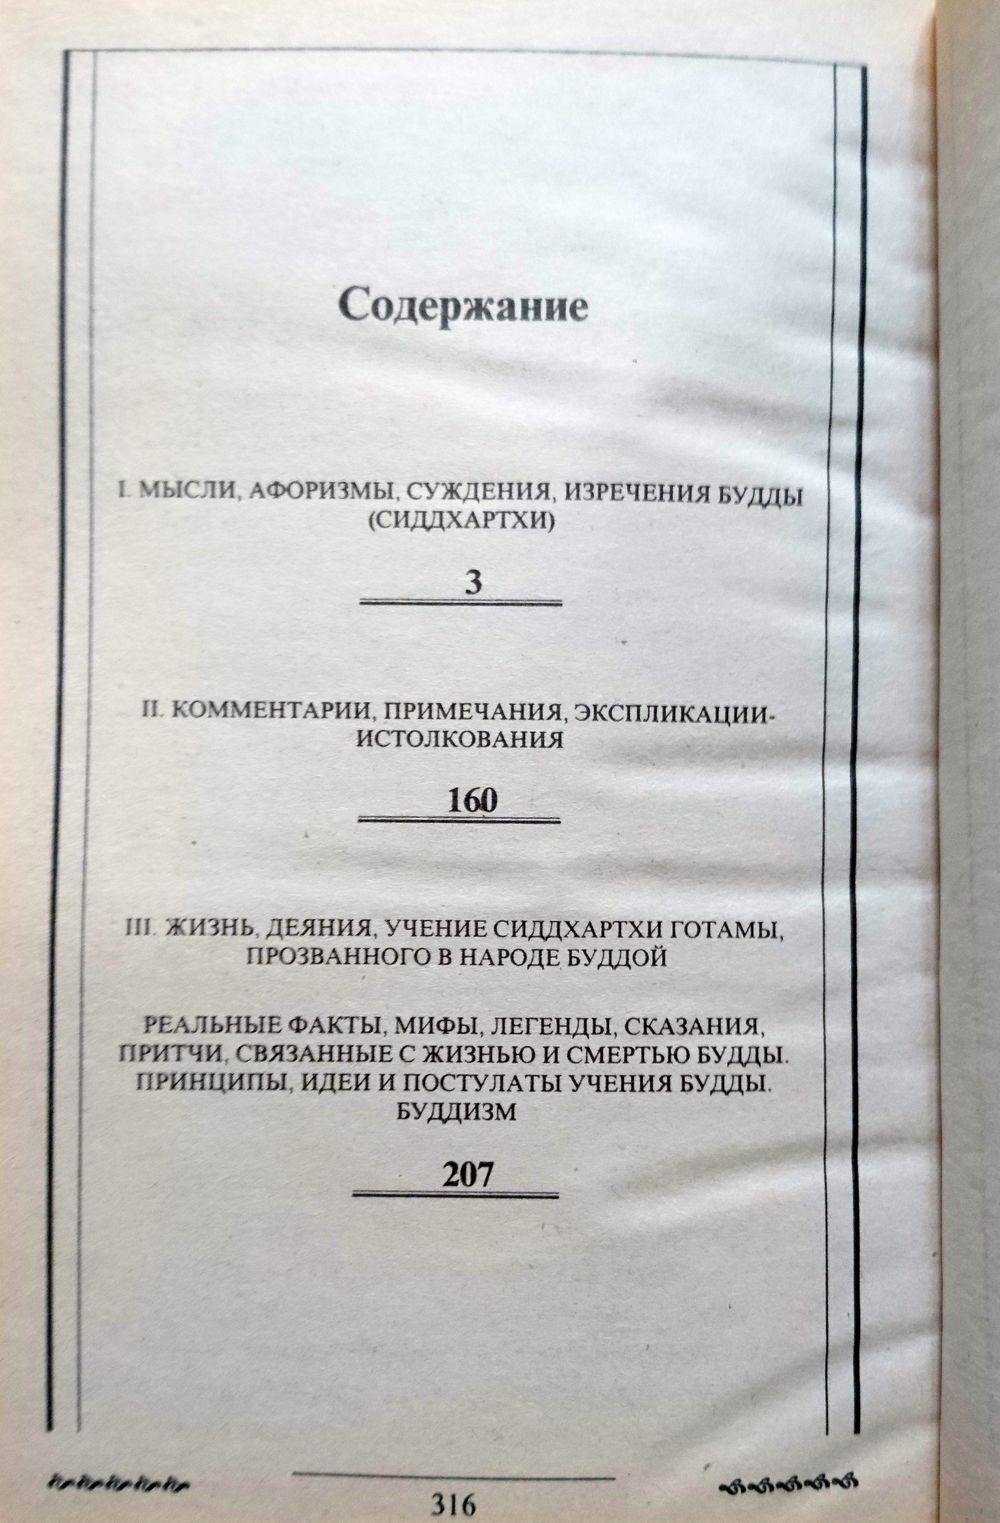 Содержание
I. МЫСЛИ, АФОРИЗМЫ, СУЖДЕНИЯ, ИЗРЕЧЕНИЯ БУДДЫ
(СИДДХАРТХИ)
3
II. КОММЕНТАРИИ, ПРИМЕЧАНИЯ, ЭКСПЛИКАЦИИ-
ИСТОЛКОВАНИЯ
160
III. ЖИЗНЬ, ДЕЯНИЯ, УЧЕНИЕ СИДДХАРТХИ ГОТАМЫ,
ПРОЗВАННОГО В НАРОДЕ БУДДОЙ
РЕАЛЬНЫЕ ФАКТЫ, МИФЫ, ЛЕГЕНДЫ, СКАЗАНИЯ,
ПРИТЧИ, СВЯЗАННЫЕ С ЖИЗНЬЮ И СМЕРТЬЮ БУДДЫ.
ПРИНЦИПЫ, ИДЕИ И ПОСТУЛАТЫ УЧЕНИЯ БУДДЫ.
БУДДИЗМ
207
316